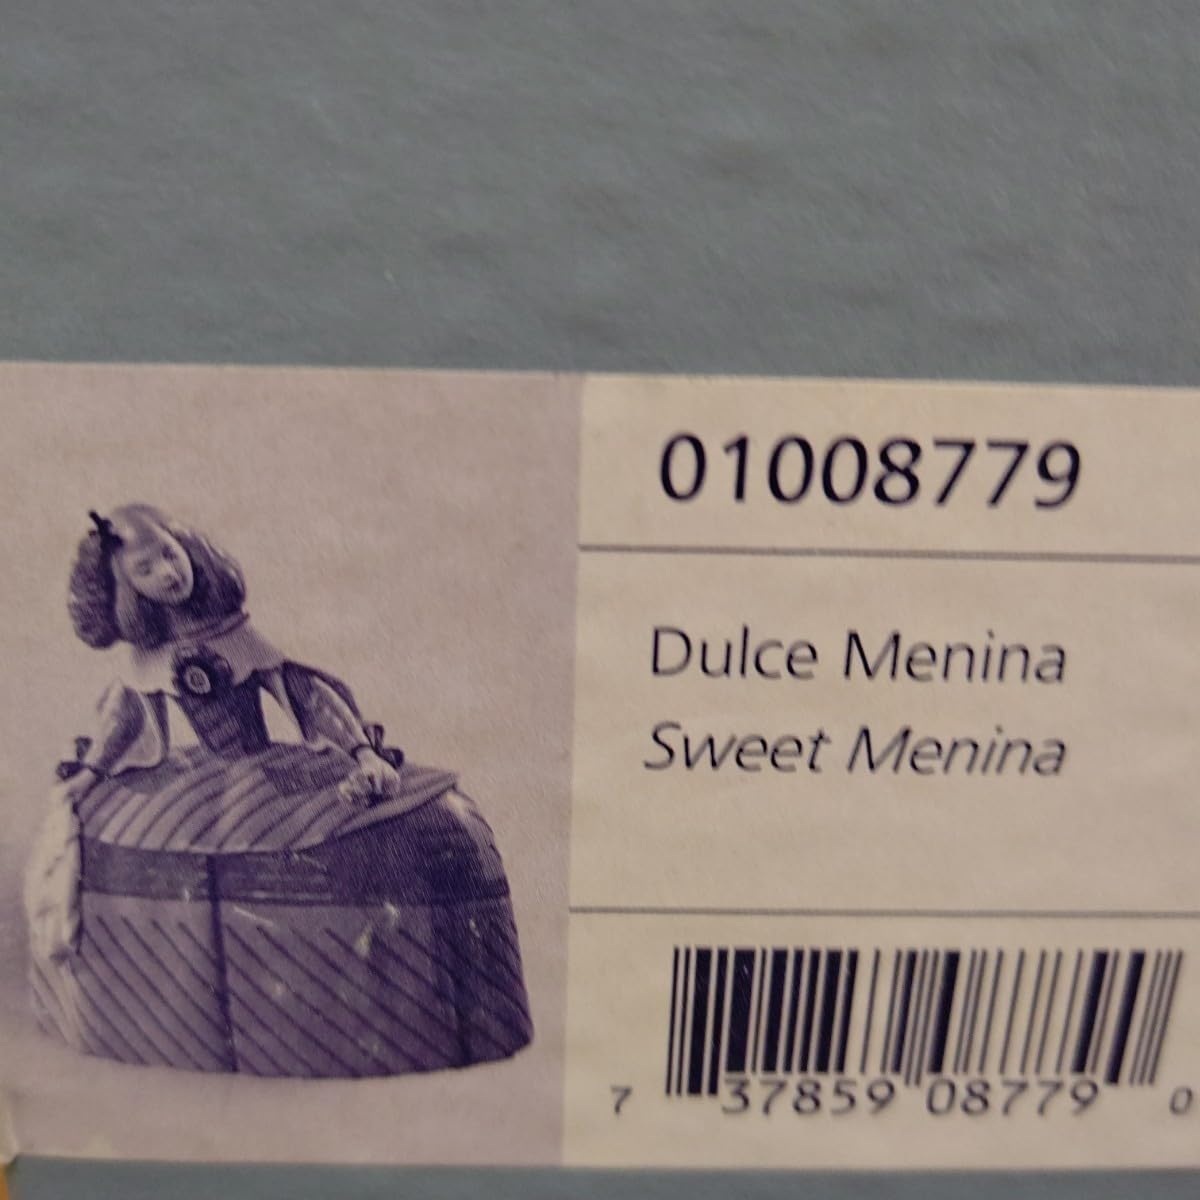 01008779
Dulce Menina
Sweet Menina
7 37859 08779 0